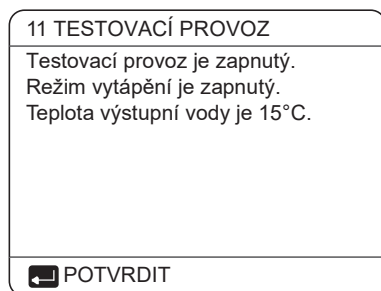 11 TESTOVACÍ PROVOZ
Testovací provoz je zapnutý.
Režim vytápění je zapnutý.
Teplota výstupní vody je 15°C.
POTVRDIT